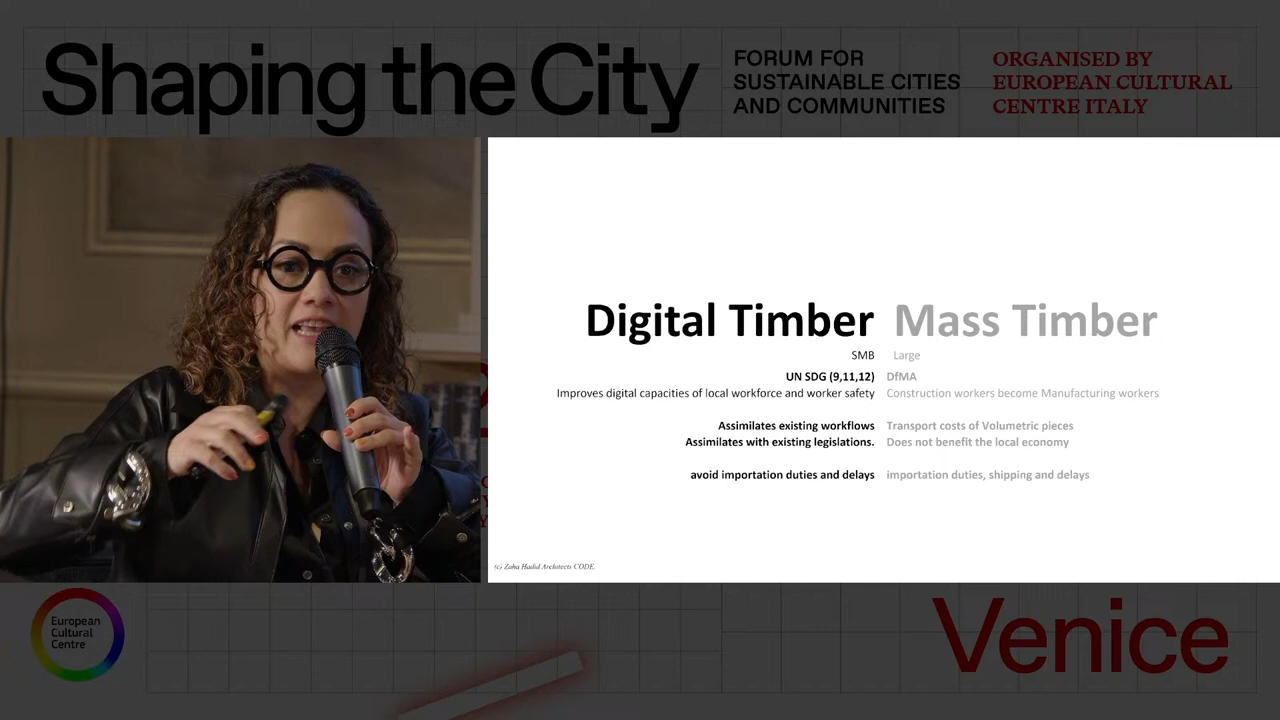 Shaping the City
FORUM FOR
SUSTAINABLE CITIES
AND COMMUNITIES
ORGANISED BY
EUROPEAN CULTURAL
CENTRE ITALY
Digital Timber Mass Timber
SMB Large
UN SDG (9,11,12) DfMA
Improves digital capacities of local workforce and worker safety Construction workers become Manufacturing workers
Assimilates existing workflows Transport costs of Volumetric pieces
Assimilates with existing legislations. Does not benefit the local economy
avoid importation duties and delays importation duties, shipping and delays
(c) Zaha Hadid Architects CODE.
European
Cultural
Centre
Venice